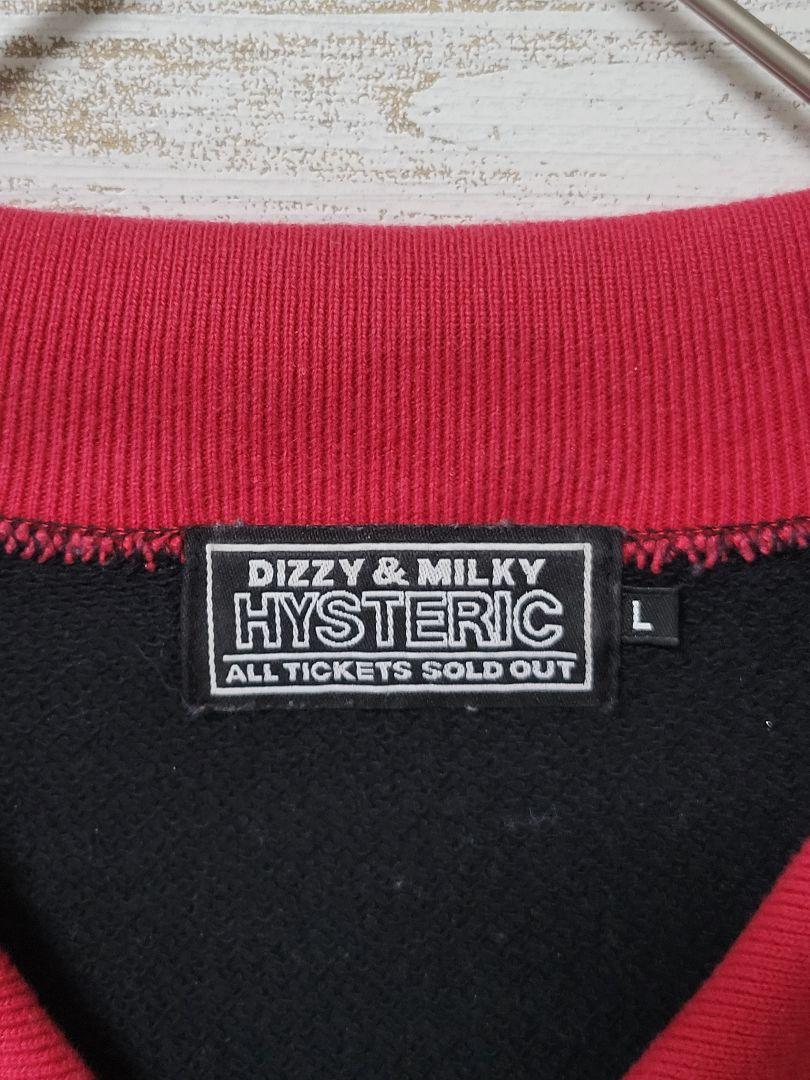 DIZZY & MILKY
HYSTERIC
ALL TICKETS SOLD OUT
L